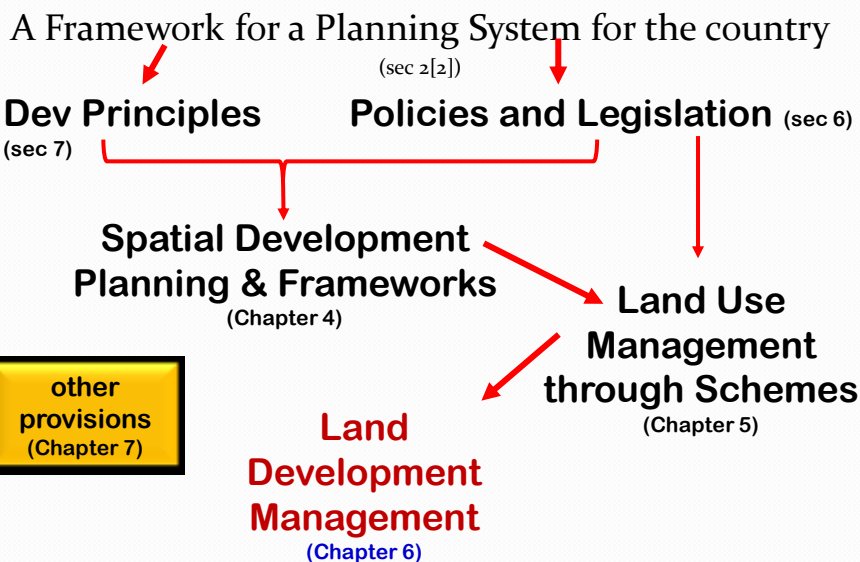 A Framework for a Planning System for the country
(sec 2[2])
Dev Principles
(sec 7)
Policies and Legislation (sec 6)
Spatial Development
Planning & Frameworks
(Chapter 4)
Land Use
Management
through Schemes
(Chapter 5)
other
provisions
(Chapter 7)
Land
Development
Management
(Chapter 6)